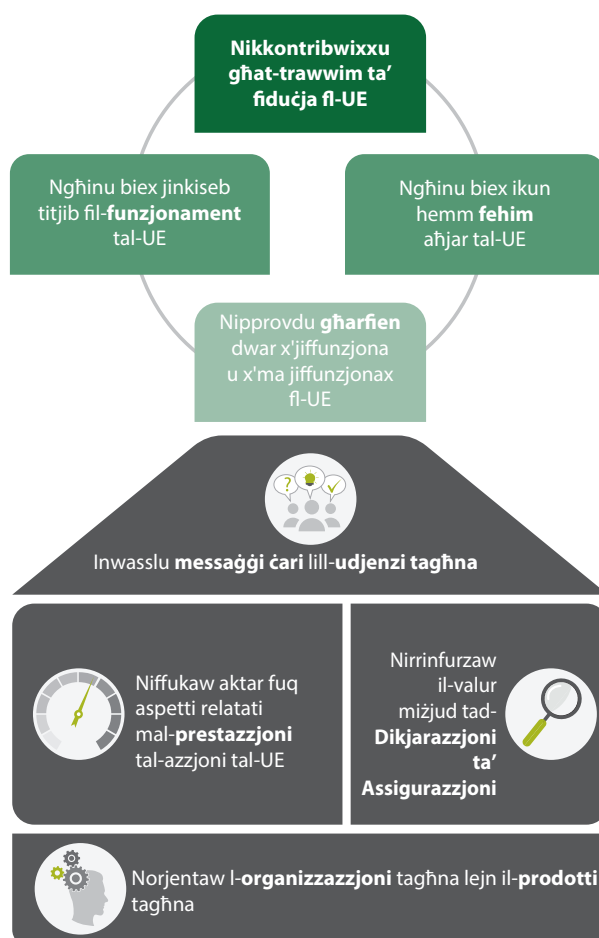 Nikkontribwixxu
għat-trawwim ta’
fiduċja fl-UE
Ngħinu biex jinkiseb
titjib fil-funzjonament
tal-UE
Ngħinu biex ikun
hemm fehim
aħjar tal-UE
Nipprovdu għarfien
dwar x'jiffunzjona
u x'ma jiffunzjonax
fl-UE
?
Inwasslu messaġġi ċari lill-udjenzi tagħna
Niffukaw aktar fuq
aspetti relatati
mal-prestazzjoni
tal-azzjoni tal-UE
Nirrinfurzaw
il-valur
miżjud tad-
Dikjarazzjoni
ta’
Assigurazzjoni
Norjentaw l-organizzazzjoni tagħna lejn il-prodotti
tagħna